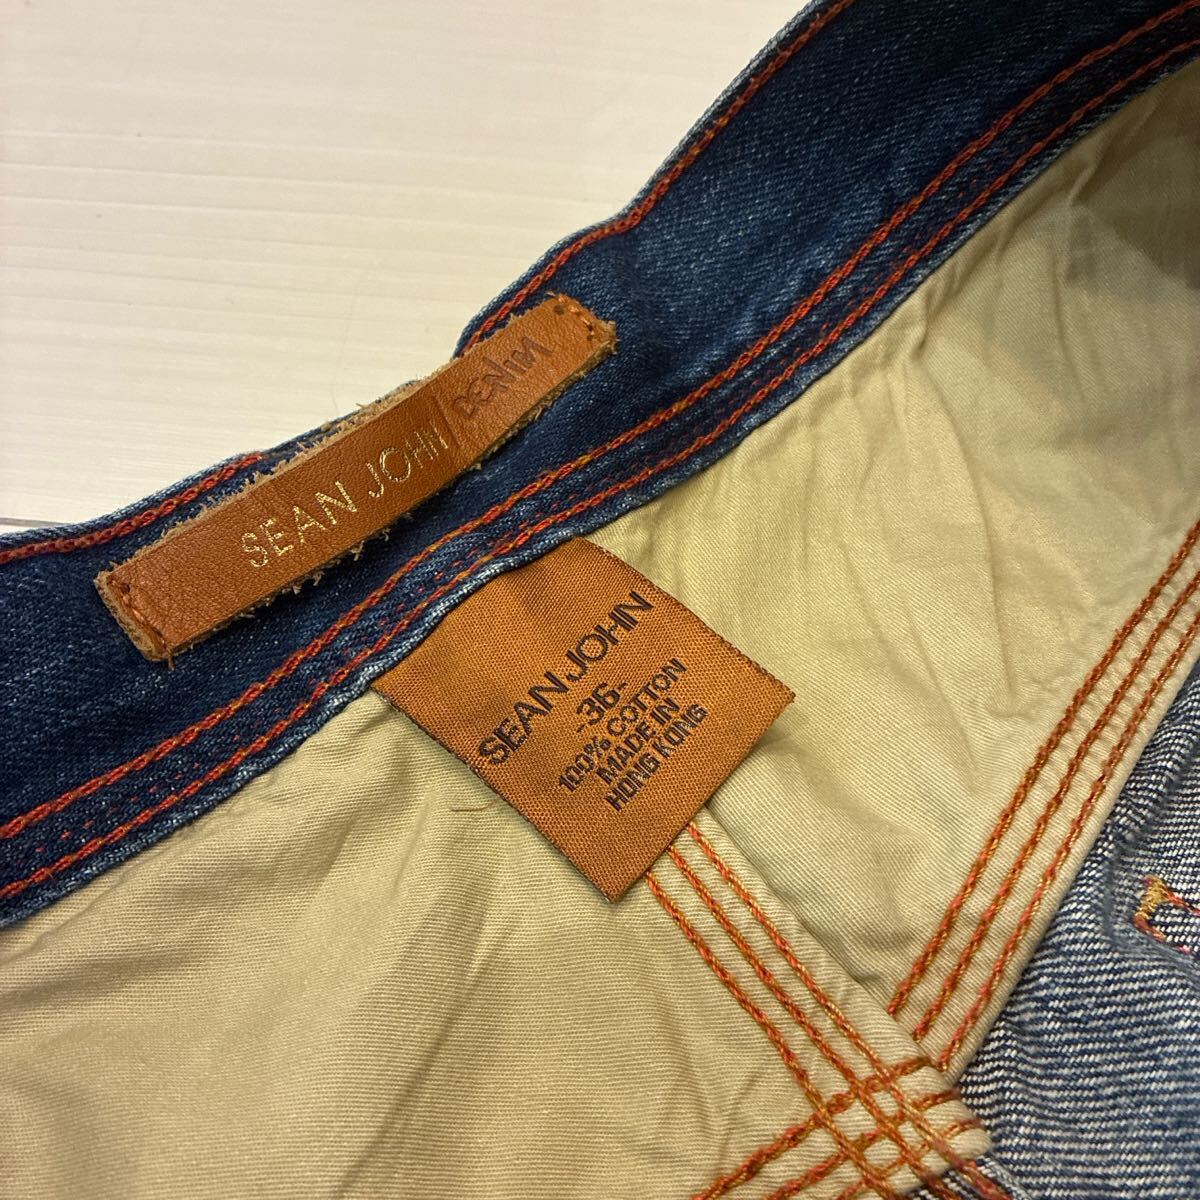 SEAN JOHN | DENIM
SEAN JOHN
-36-
100% COTTON
MADE IN
HONG KONG